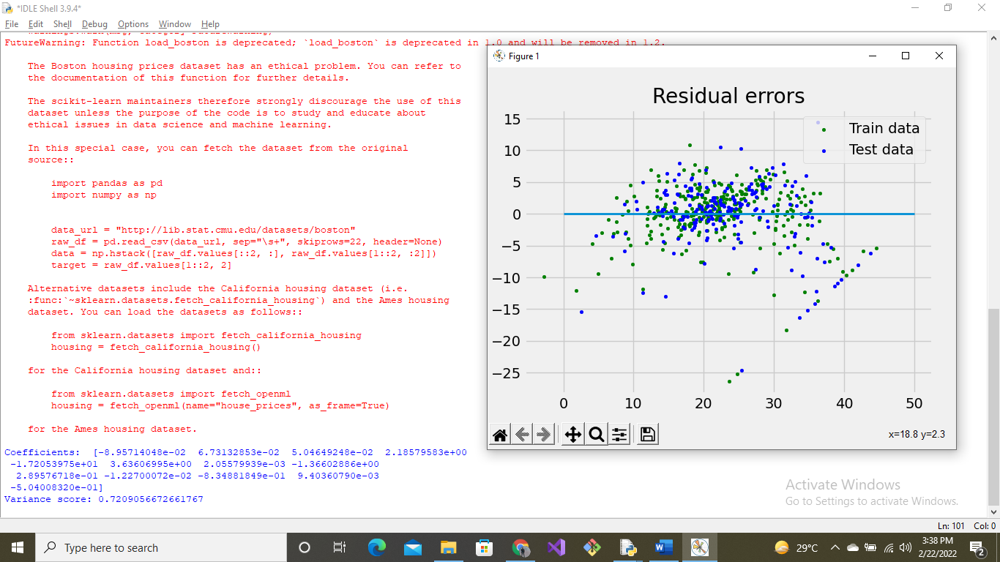 *IDLE Shell 3.9.4*
File Edit Shell Debug Options Window Help
FutureWarning: Function load_boston is deprecated; `load_boston` is deprecated in 1.0 and will be removed in 1.2.
The Boston housing prices dataset has an ethical problem. You can refer to
the documentation of this function for further details.
The scikit-learn maintainers therefore strongly discourage the use of this
dataset unless the purpose of the code is to study and educate about
ethical issues in data science and machine learning.
In this special case, you can fetch the dataset from the original
source::
import pandas as pd
import numpy as np
data_url = "http://lib.stat.cmu.edu/datasets/boston"
raw_df = pd.read_csv(data_url, sep="\s+", skiprows=22, header=None)
data = np.hstack([raw_df.values[::2, :], raw_df.values[1::2, :2]])
target = raw_df.values[1::2, 2]
Alternative datasets include the California housing dataset (i.e.
:func:`~sklearn.datasets.fetch_california_housing`) and the Ames housing
dataset. You can load the datasets as follows::
from sklearn.datasets import fetch_california_housing
housing = fetch_california_housing()
for the California housing dataset and::
from sklearn.datasets import fetch_openml
housing = fetch_openml(name="house_prices", as_frame=True)
for the Ames housing dataset.
Coefficients:  [-8.95714048e-02  6.73132853e-02  5.04649248e-02  2.18579583e+00
-1.72053975e+01  3.63606995e+00  2.05579939e-03 -1.36602886e+00
2.89576718e-01 -1.22700072e-02 -8.34881849e-01  9.40360790e-03
-5.04008320e-01]
Variance score: 0.7209056672661767
Figure 1
Residual errors
Train data
Test data
15
10
5
0
−5
−10
−15
−20
−25
0 10 20 30 40 50
x=18.8 y=2.3
Activate Windows
Go to Settings to activate Windows.
Ln: 101 Col: 0
Type here to search
29°C
3:38 PM
2/22/2022
2